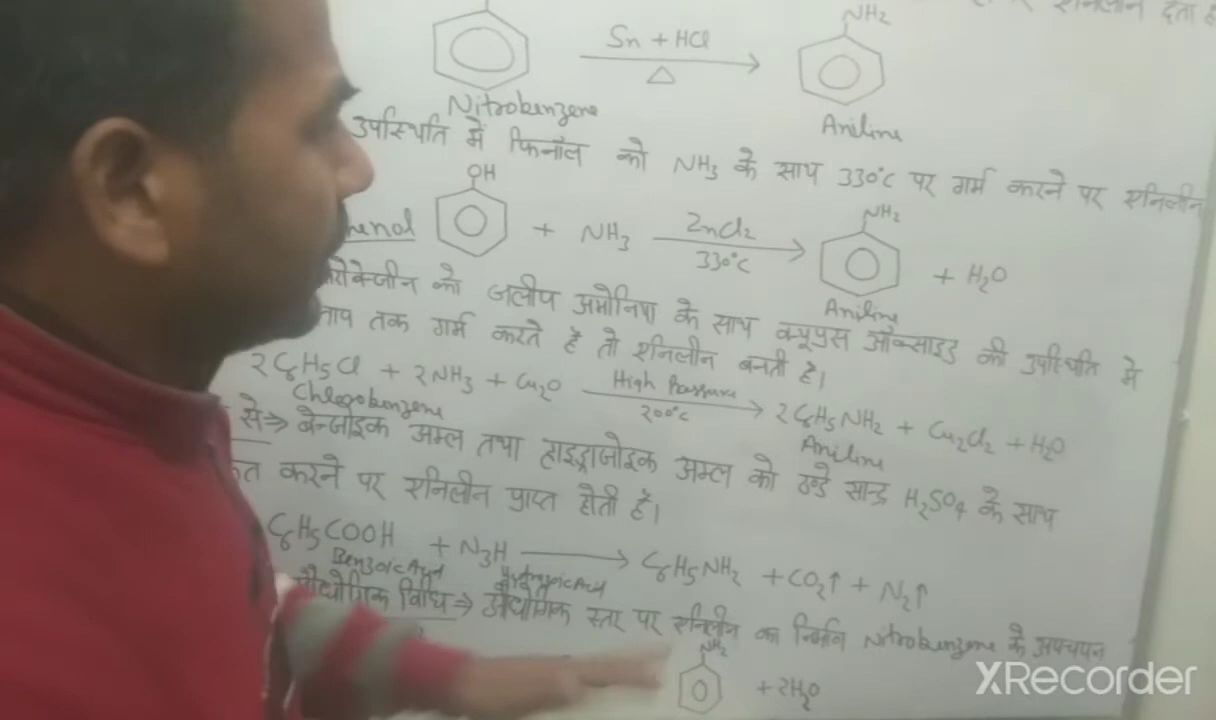 एनिलीन देता है
NH₂
Sn + HCl
△
Nitrobenzene
Aniline
उपस्थिति में फिनॉल को NH₃ के साथ 330°C पर गर्म करने पर एनिलीन
OH
NH₂
+ NH₃ ZnCl₂ + H₂O
330°C
Aniline
को जलीय अमोनिया के साथ क्यूप्रस ऑक्साइड की उपस्थिति में
तक गर्म करते है तो एनिलीन बनती है।
2C₆H₅Cl + 2NH₃ + Cu₂O High Pressure 2C₆H₅NH₂ + Cu₂Cl₂ + H₂O
200°C
Chlorobenzene
Aniline
से ⇒ बेन्जोइक अम्ल तथा हाइड्राजोइक अम्ल को ठण्डे सान्द्र H₂SO₄ के साथ
करने पर एनिलीन प्राप्त होती है।
C₆H₅COOH + N₃H ⟶ C₆H₅NH₂ + CO₂↑ + N₂↑
Benzoic Acid
औद्योगिक विधि ⇒ औद्योगिक स्तर पर एनिलीन का निर्माण Nitrobenzene के अपचयन
NH₂
+ 2H₂O
XRecorder